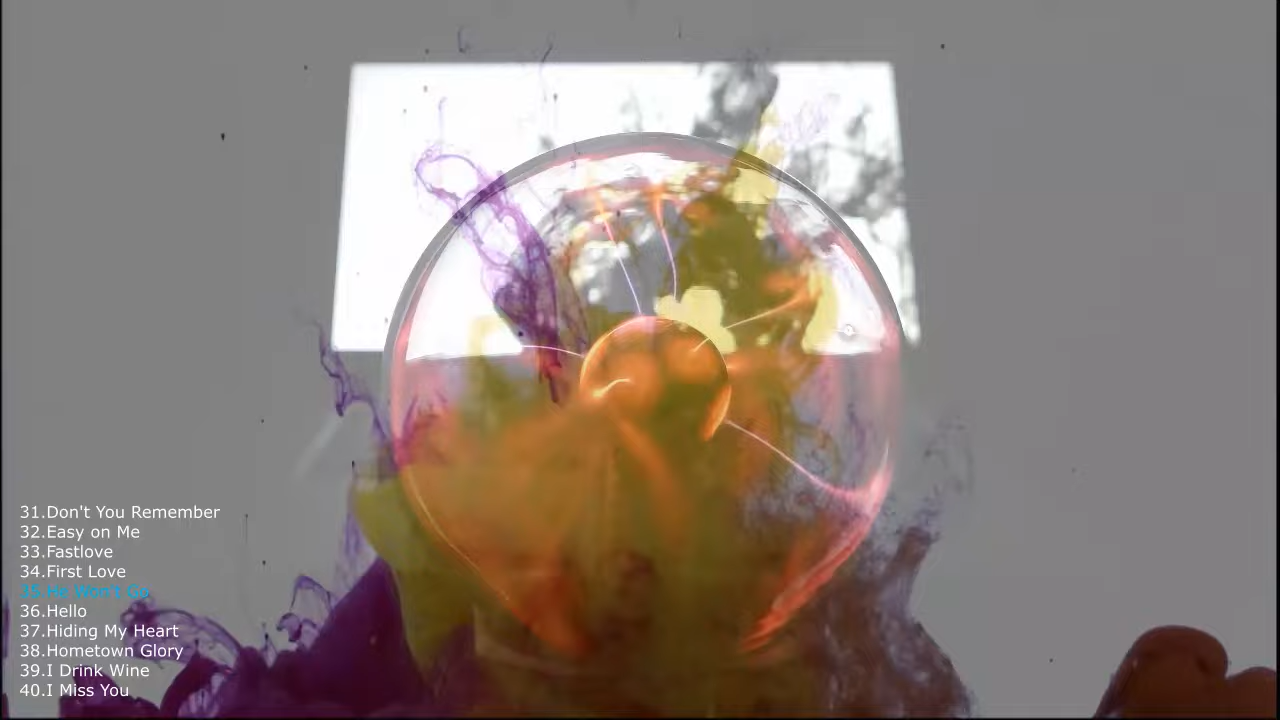 31.Don't You Remember
32.Easy on Me
33.Fastlove
34.First Love
35.He Won't Go
36.Hello
37.Hiding My Heart
38.Hometown Glory
39.I Drink Wine
40.I Miss You